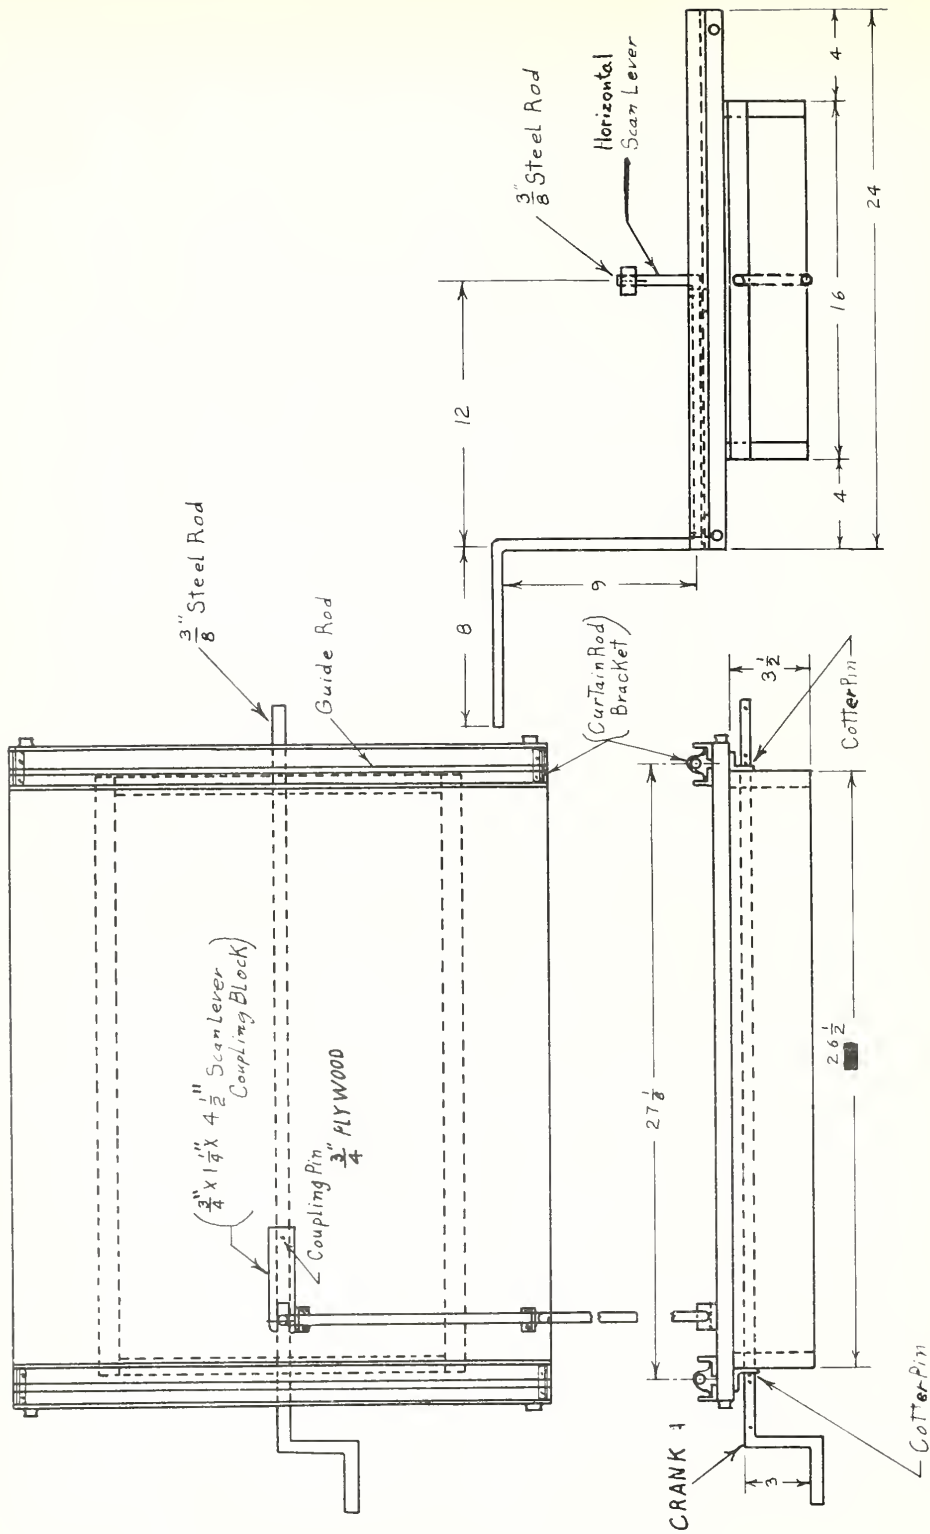 3/8" Steel Rod
Guide Rod
(3/4" X 1 1/4" X 4 1/2" Scan Lever
Coupling Block)
Coupling Pin
3/4" PLYWOOD
(Curtain Rod)
Bracket
27 1/8
26 1/2
3 1/2
Cotter Pin
CRANK
3
Cotter Pin
3/8" Steel Rod
Horizontal
Scan Lever
12
8
9
4
16
4
24